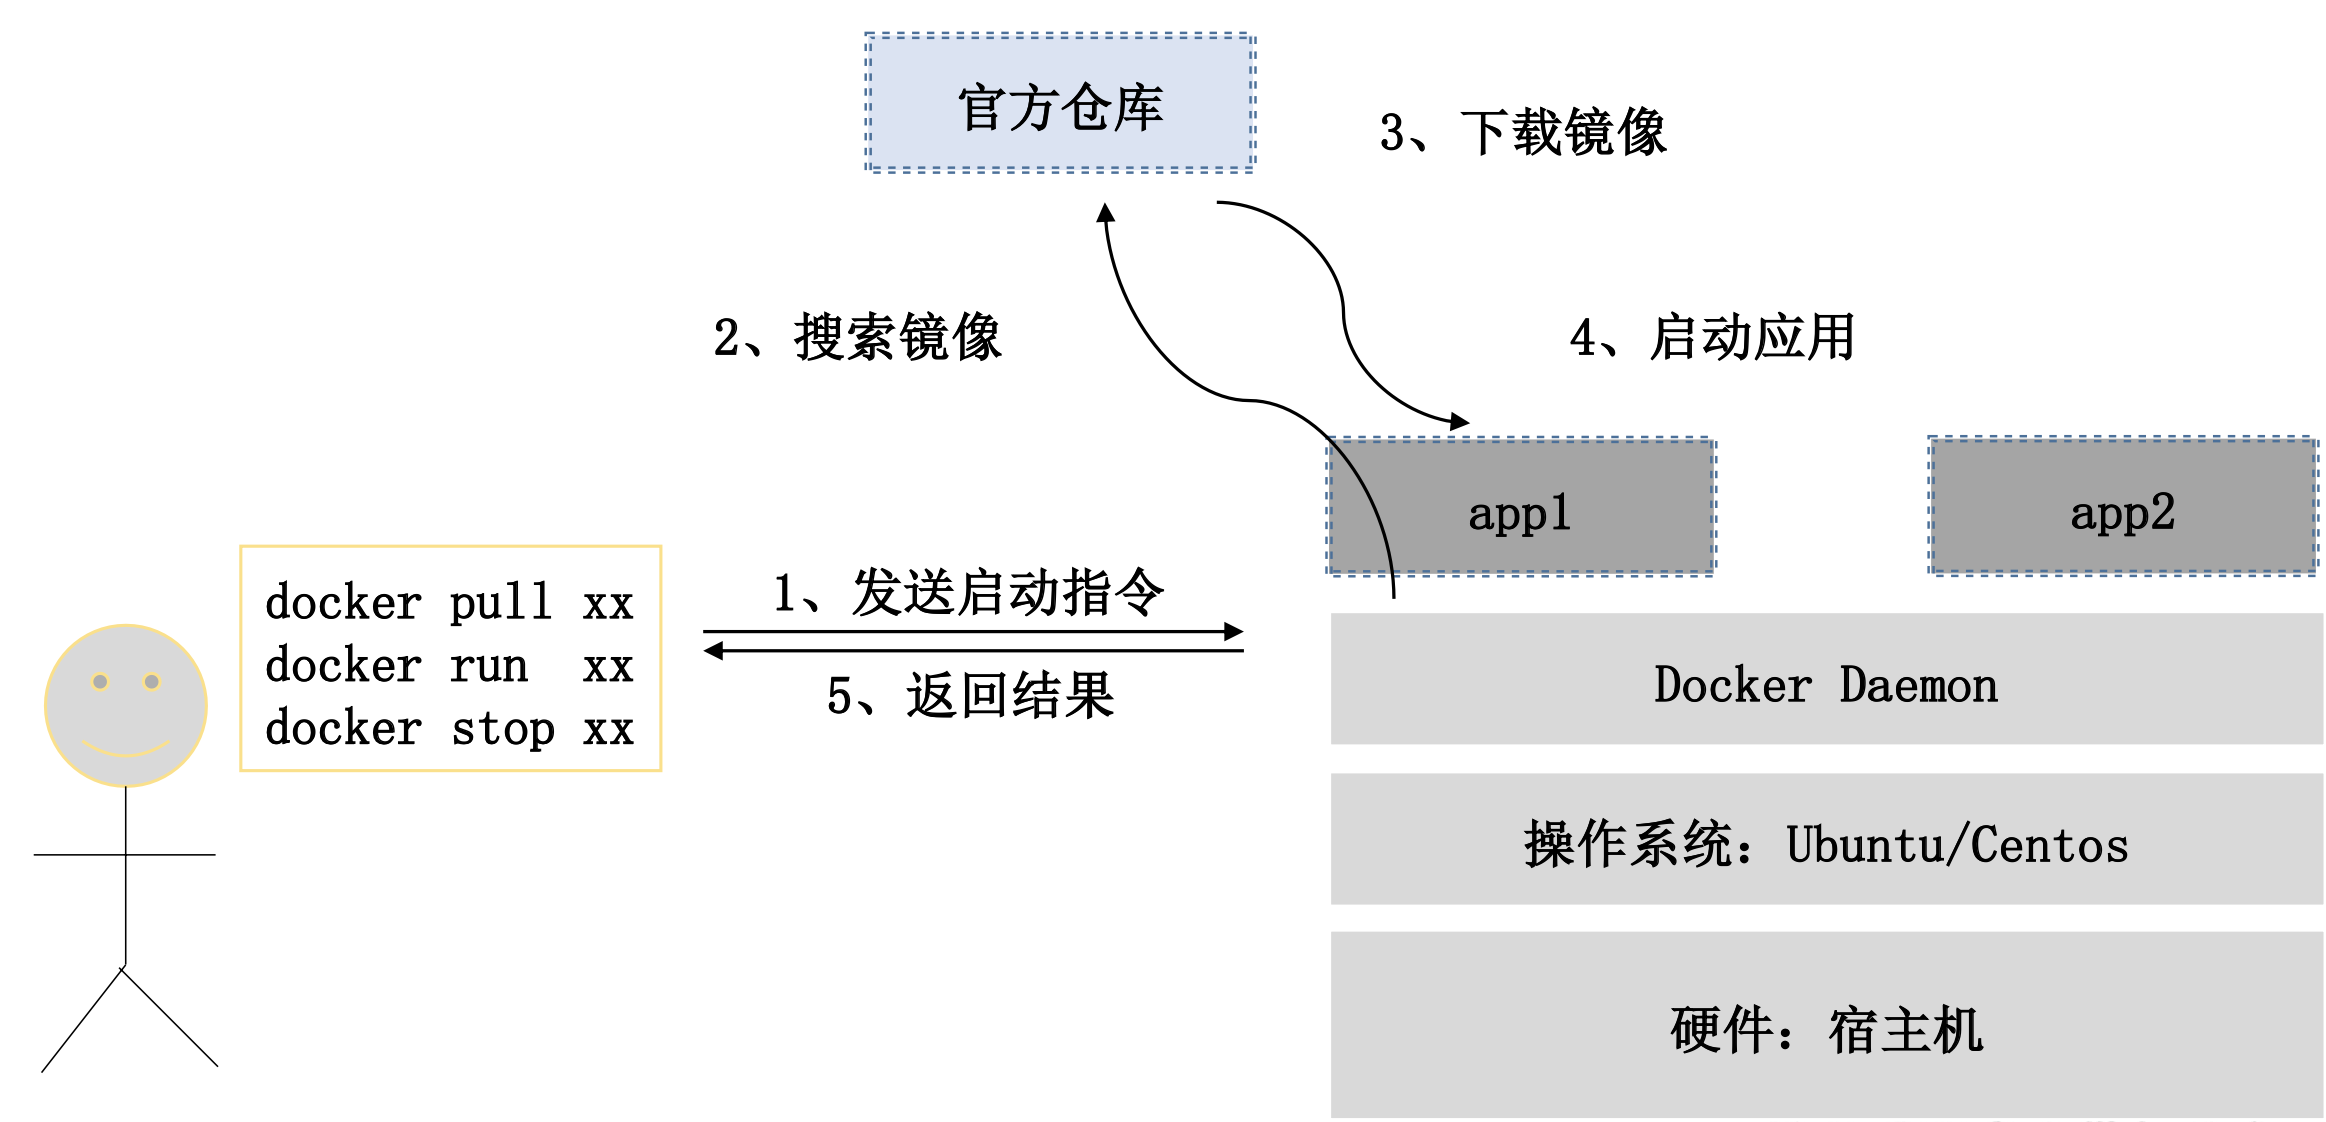 官方仓库
3、下载镜像
2、搜索镜像
4、启动应用
app1
app2
docker pull xx
docker run xx
docker stop xx
1、发送启动指令
5、返回结果
Docker Daemon
操作系统：Ubuntu/Centos
硬件：宿主机